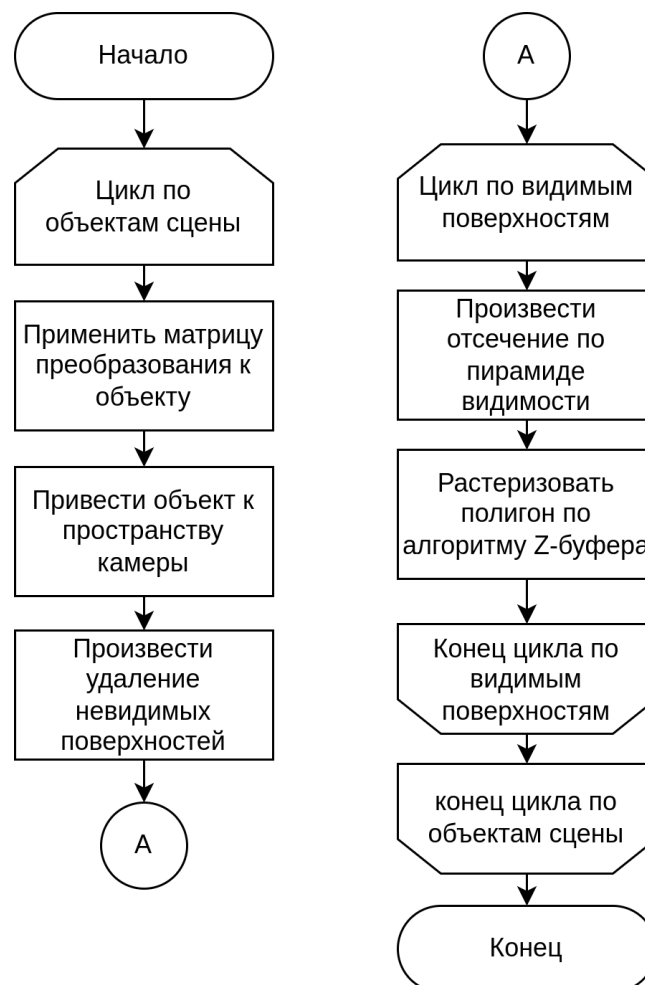 Начало
Цикл по
объектам сцены
Применить матрицу
преобразования к
объекту
Привести объект к
пространству
камеры
Произвести
удаление
невидимых
поверхностей
А
А
Цикл по видимым
поверхностям
Произвести
отсечение по
пирамиде
видимости
Растеризовать
полигон по
алгоритму Z-буфера
Конец цикла по
видимым
поверхностям
конец цикла по
объектам сцены
Конец